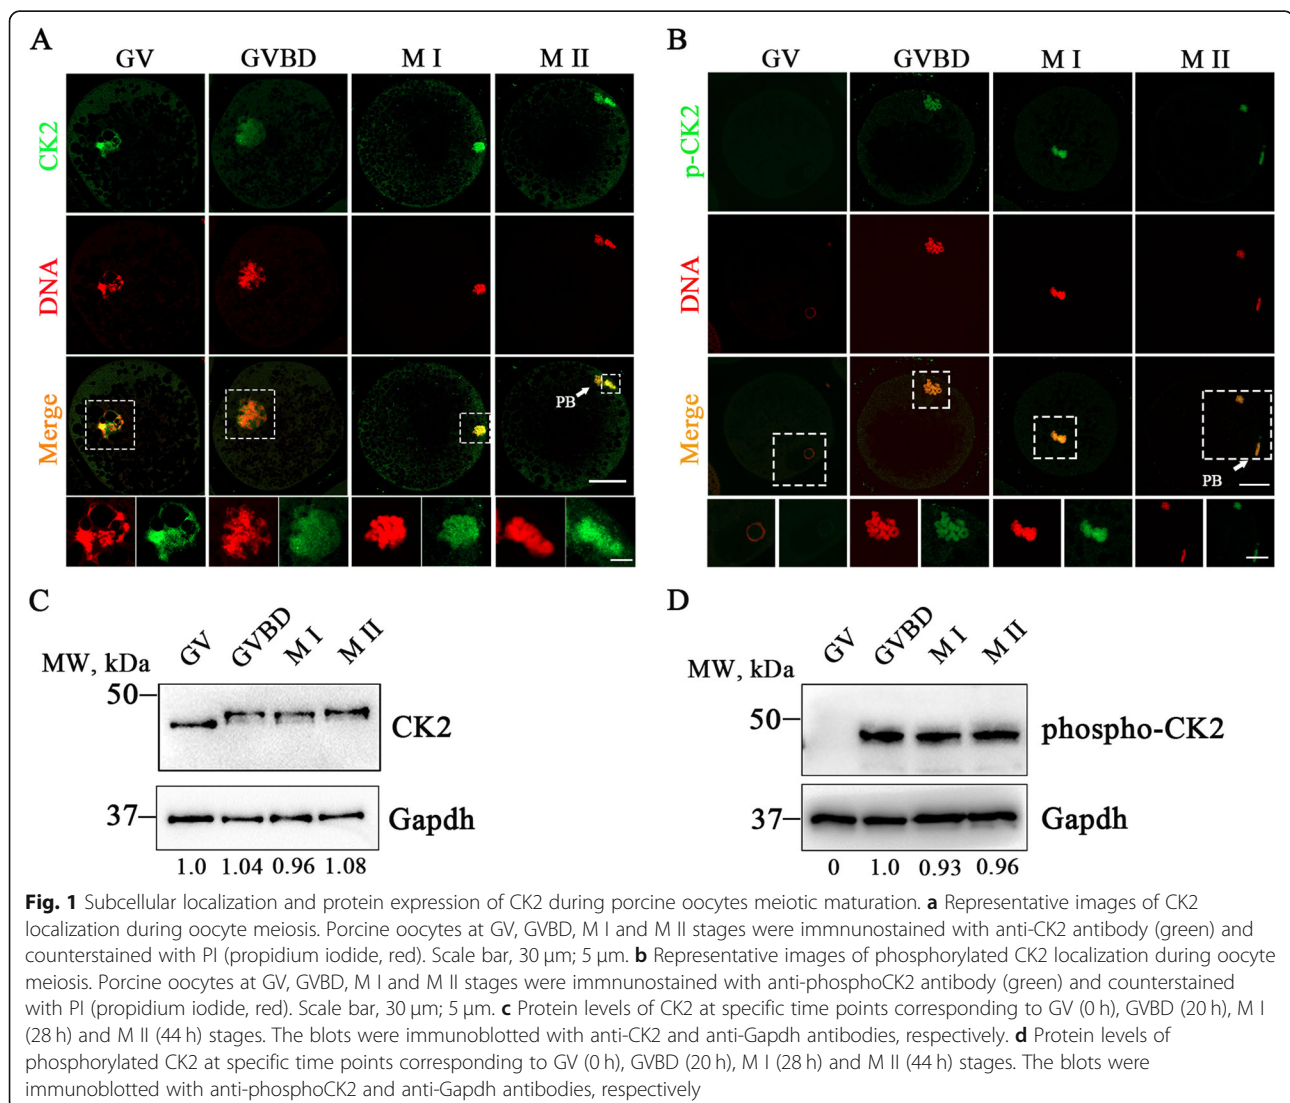 A
GV GVBD M I M II
CK2
DNA
Merge
PB
B
GV GVBD M I M II
p-CK2
DNA
Merge
PB
C
GV GVBD M I M II
MW, kDa
50
CK2
37
Gapdh
1.0 1.04 0.96 1.08
D
GV GVBD M I M II
MW, kDa
50
phospho-CK2
37
Gapdh
0 1.0 0.93 0.96
Fig. 1 Subcellular localization and protein expression of CK2 during porcine oocytes meiotic maturation. a Representative images of CK2
localization during oocyte meiosis. Porcine oocytes at GV, GVBD, M I and M II stages were immnunostained with anti-CK2 antibody (green) and
counterstained with PI (propidium iodide, red). Scale bar, 30 μm; 5 μm. b Representative images of phosphorylated CK2 localization during oocyte
meiosis. Porcine oocytes at GV, GVBD, M I and M II stages were immnunostained with anti-phosphoCK2 antibody (green) and counterstained
with PI (propidium iodide, red). Scale bar, 30 μm; 5 μm. c Protein levels of CK2 at specific time points corresponding to GV (0 h), GVBD (20 h), M I
(28 h) and M II (44 h) stages. The blots were immunoblotted with anti-CK2 and anti-Gapdh antibodies, respectively. d Protein levels of
phosphorylated CK2 at specific time points corresponding to GV (0 h), GVBD (20 h), M I (28 h) and M II (44 h) stages. The blots were
immunoblotted with anti-phosphoCK2 and anti-Gapdh antibodies, respectively